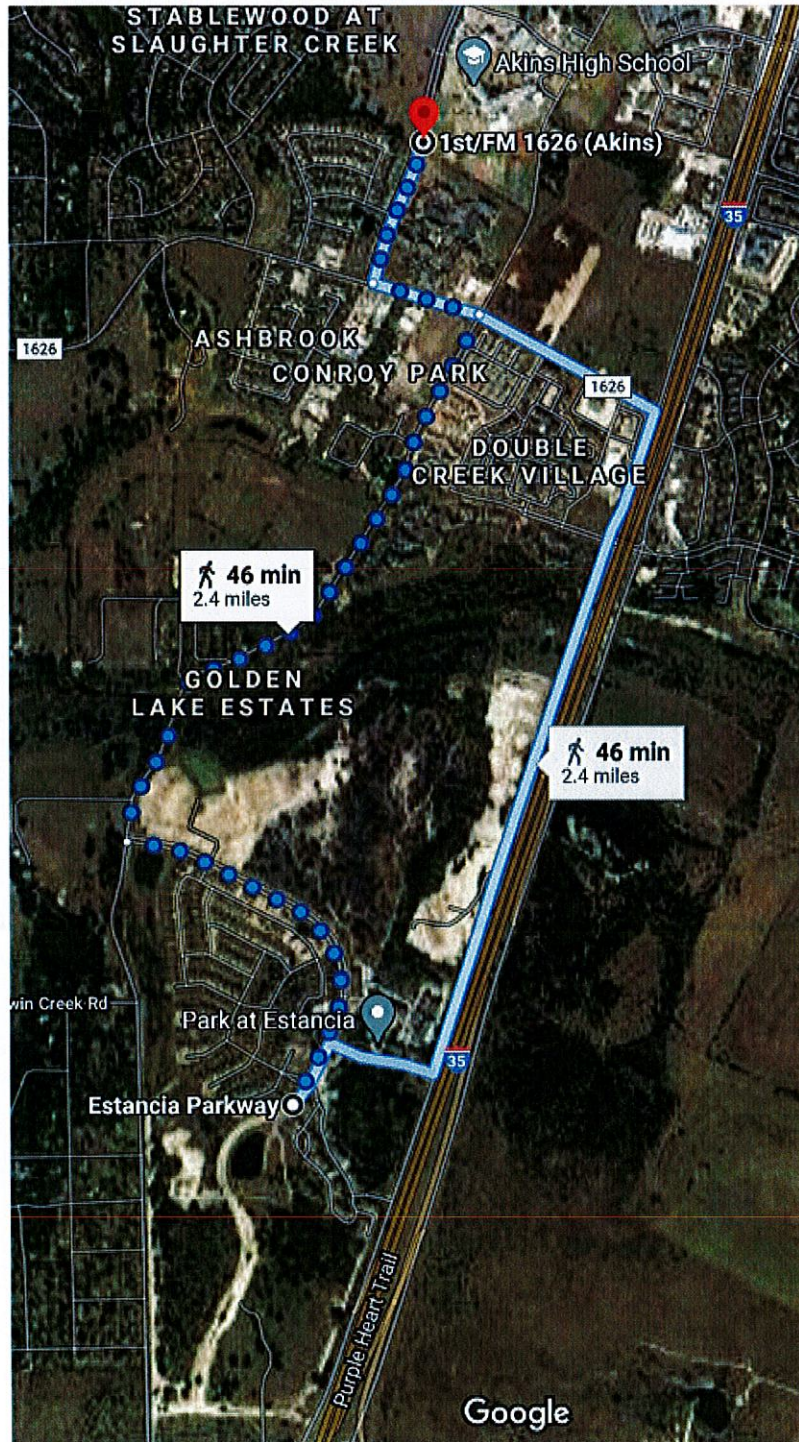 STABLEWOOD AT
SLAUGHTER CREEK
Akins High School
1st/FM 1626 (Akins)
35
1626
ASHBROOK
CONROY PARK
1626
DOUBLE
CREEK VILLAGE
46 min
2.4 miles
GOLDEN
LAKE ESTATES
46 min
2.4 miles
win Creek Rd
Park at Estancia
35
Estancia Parkway
Purple Heart Trail
Google